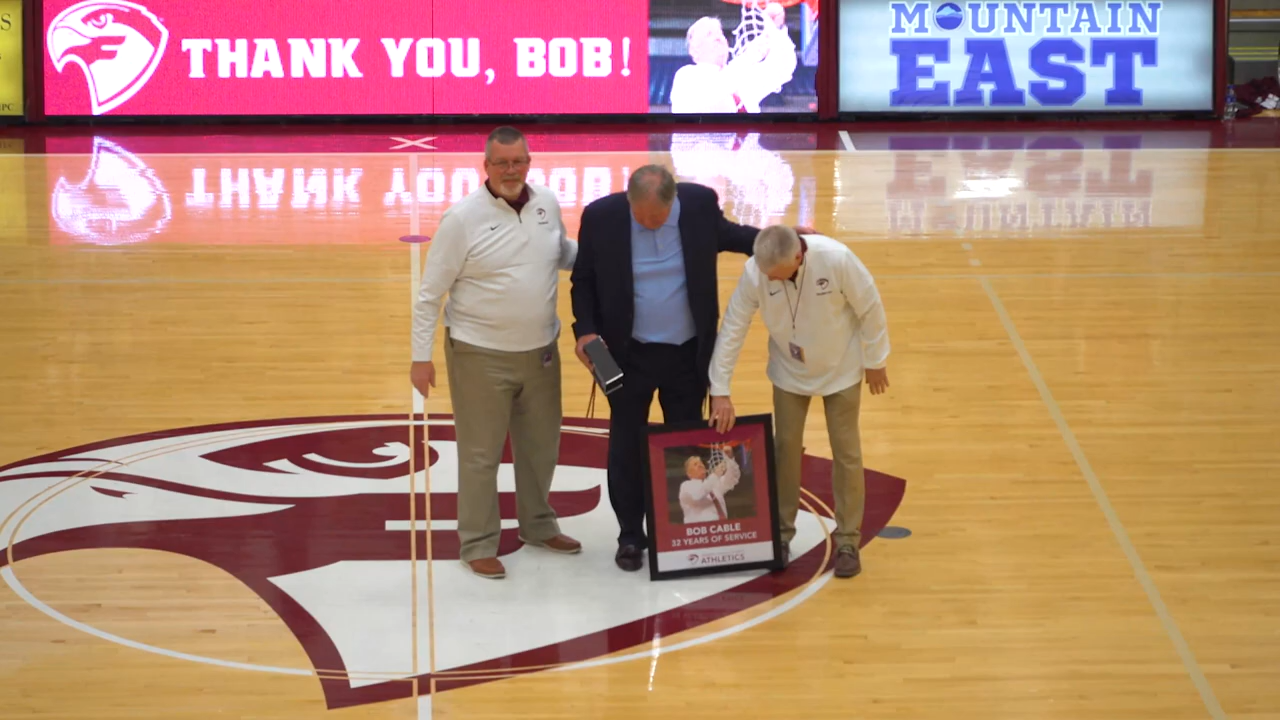 THANK YOU, BOB!
MOUNTAIN
EAST
BOB CABLE
32 YEARS OF SERVICE
ATHLETICS